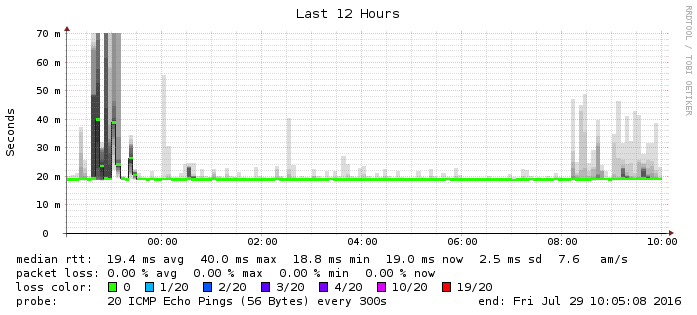 Last 12 Hours
RRDTOOL / TOBI OETIKER
Seconds
70 m
60 m
50 m
40 m
30 m
20 m
10 m
0
00:00 02:00 04:00 06:00 08:00 10:00
median rtt: 19.4 ms avg 40.0 ms max 18.8 ms min 19.0 ms now 2.5 ms sd 7.6 am/s
packet loss: 0.00 % avg 0.00 % max 0.00 % min 0.00 % now
loss color: 0 1/20 2/20 3/20 4/20 10/20 19/20
probe: 20 ICMP Echo Pings (56 Bytes) every 300s end: Fri Jul 29 10:05:08 2016